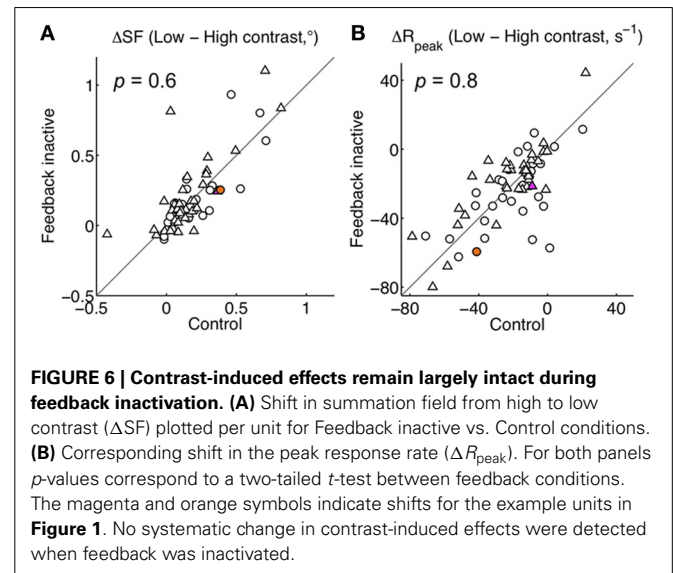 A
ΔSF (Low – High contrast,°)
p = 0.6
1
0.5
0
−0.5
Feedback inactive
−0.5
0
0.5
1
Control
B
ΔRpeak (Low – High contrast, s−1)
p = 0.8
40
0
−40
−80
Feedback inactive
−80
−40
0
40
Control
FIGURE 6 | Contrast-induced effects remain largely intact during
feedback inactivation. (A) Shift in summation field from high to low
contrast (ΔSF) plotted per unit for Feedback inactive vs. Control conditions.
(B) Corresponding shift in the peak response rate (ΔRpeak). For both panels
p-values correspond to a two-tailed t-test between feedback conditions.
The magenta and orange symbols indicate shifts for the example units in
Figure 1. No systematic change in contrast-induced effects were detected
when feedback was inactivated.